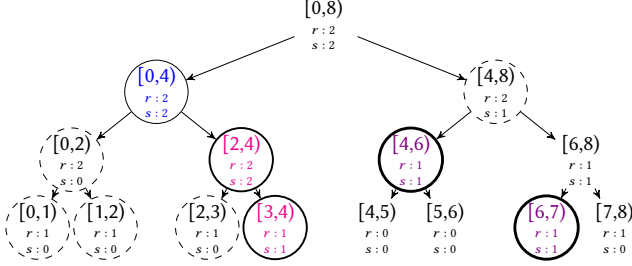 [0,8)
r : 2
s : 2
[0,4)
r : 2
s : 2
[4,8)
r : 2
s : 1
[0,2)
r : 2
s : 0
[2,4)
r : 2
s : 2
[4,6)
r : 1
s : 1
[6,8)
r : 1
s : 1
[0,1)
r : 1
s : 0
[1,2)
r : 1
s : 0
[2,3)
r : 1
s : 0
[3,4)
r : 1
s : 1
[4,5)
r : 0
s : 0
[5,6)
r : 0
s : 0
[6,7)
r : 1
s : 1
[7,8)
r : 1
s : 0